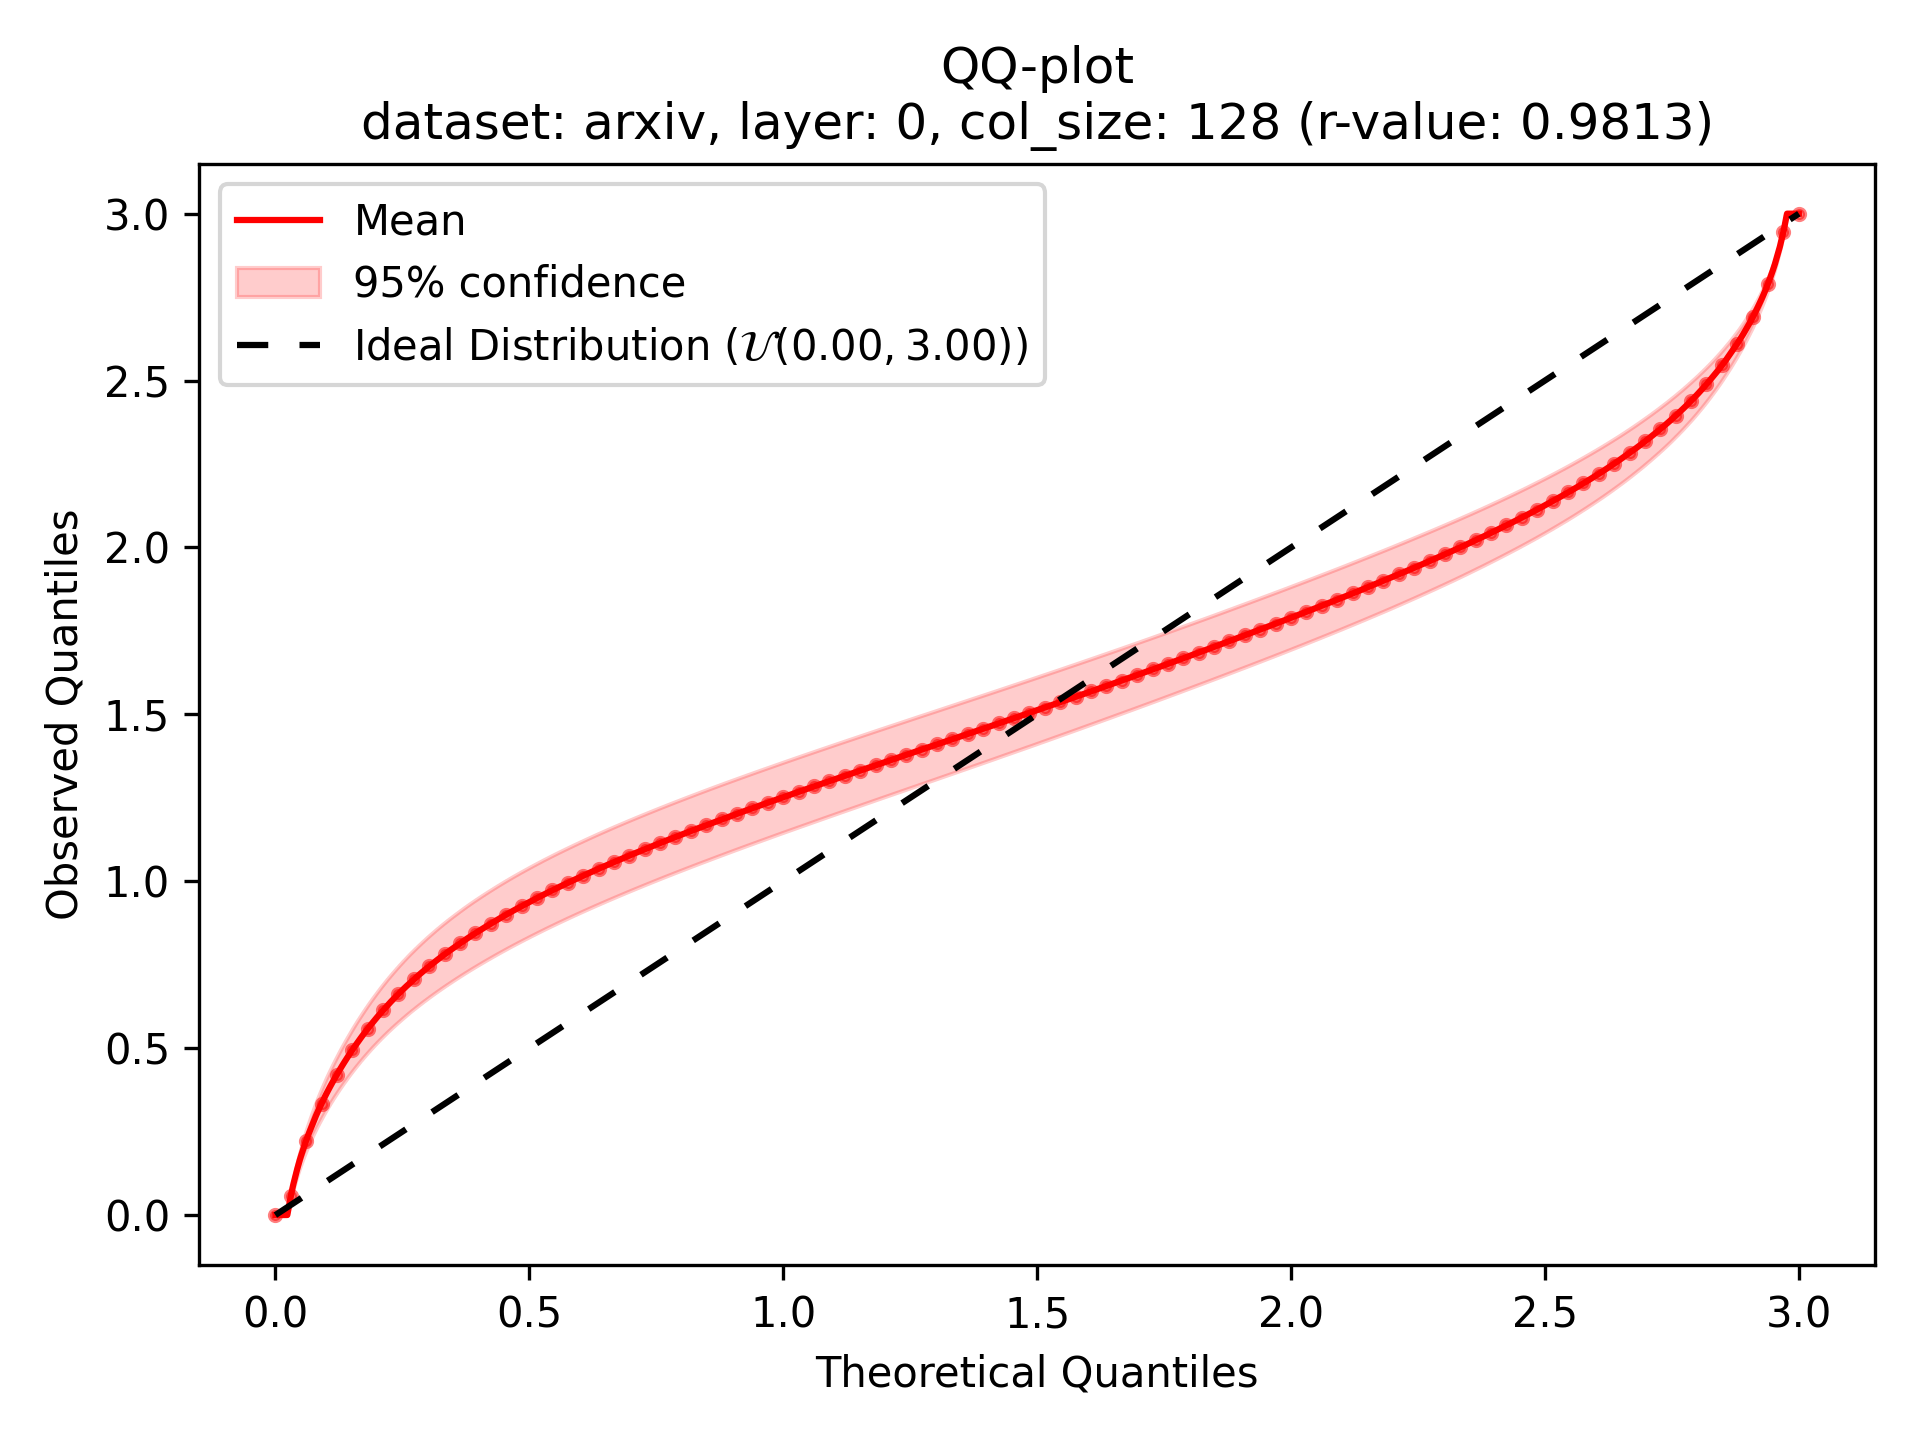 QQ-plot
dataset: arxiv, layer: 0, col_size: 128 (r-value: 0.9813)
Mean
95% confidence
Ideal Distribution (𝒰(0.00, 3.00))
3.0
2.5
2.0
1.5
1.0
0.5
0.0
Observed Quantiles
0.0 0.5 1.0 1.5 2.0 2.5 3.0
Theoretical Quantiles